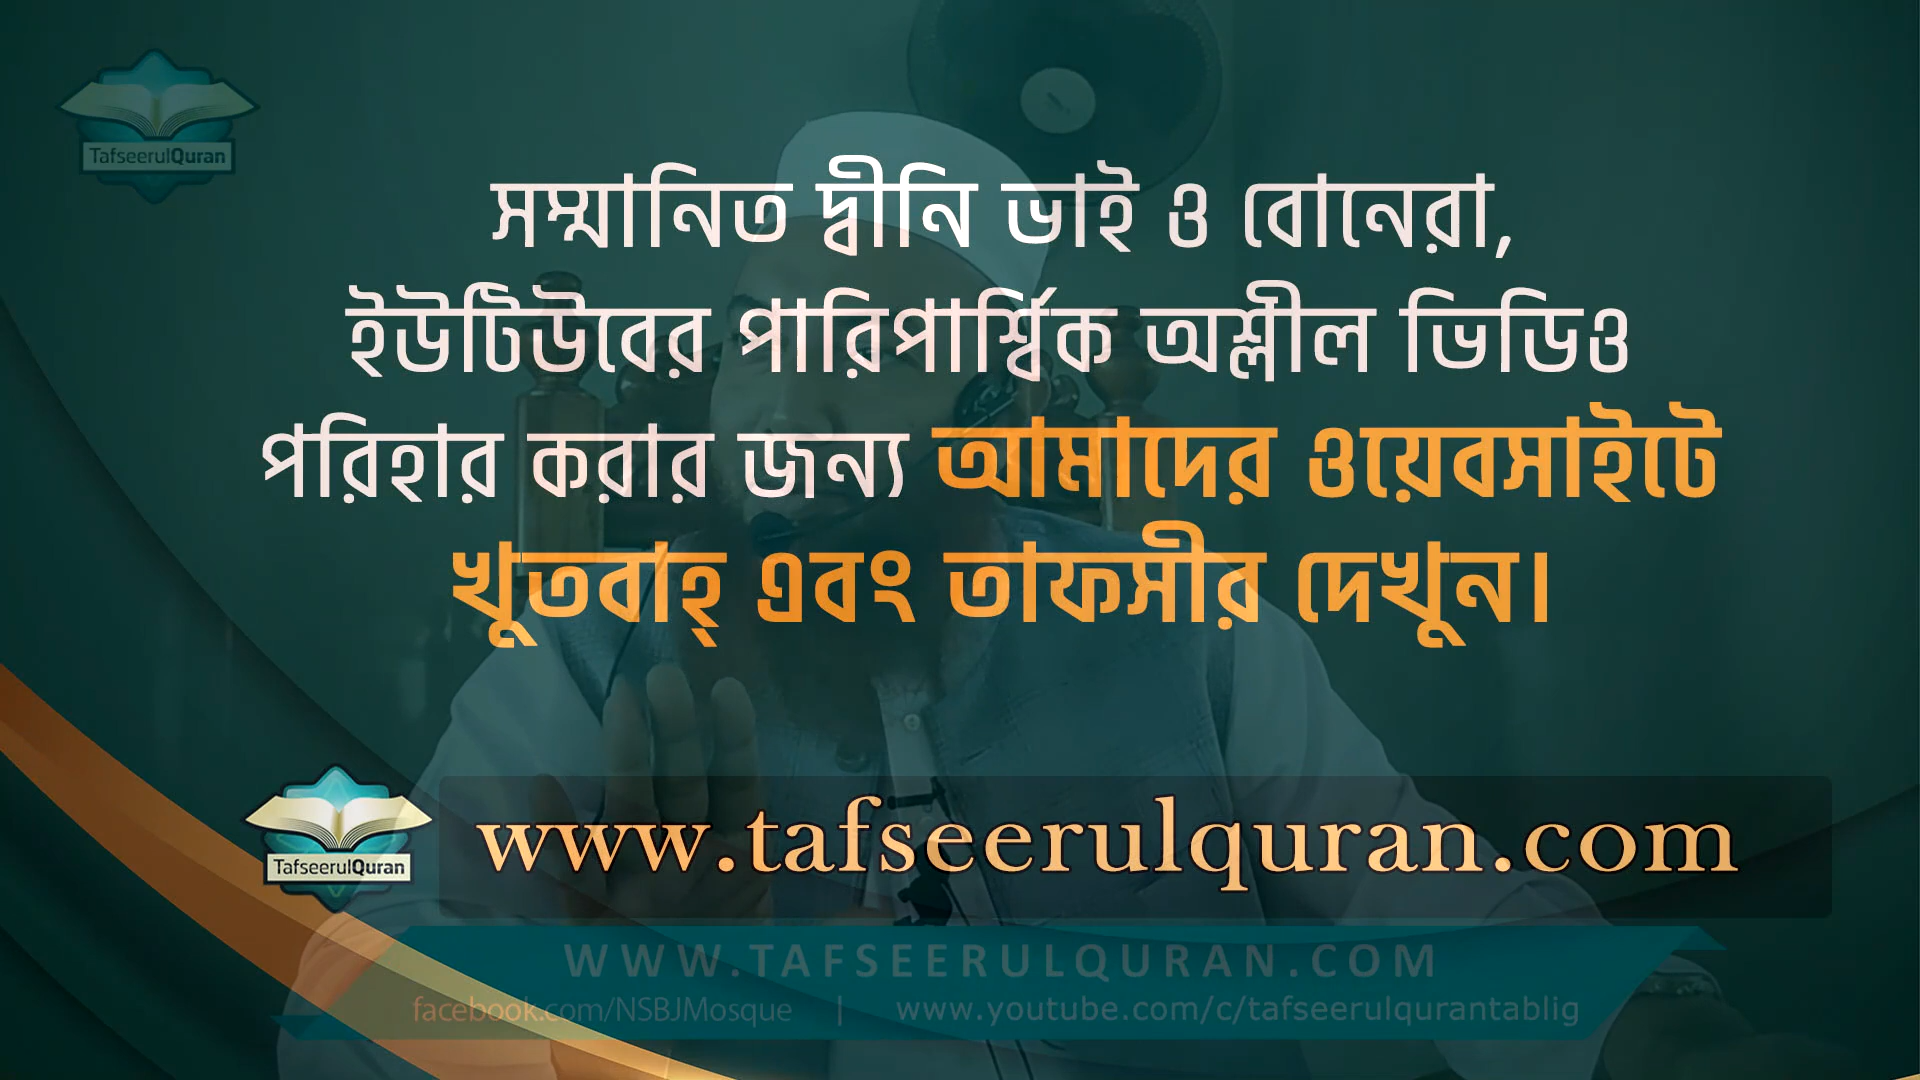 TafseerulQuran
সম্মানিত দ্বীনি ভাই ও বোনেরা,
ইউটিউবের পারিপার্শ্বিক অশ্লীল ভিডিও
পরিহার করার জন্য আমাদের ওয়েবসাইটে
খুতবাহ্ এবং তাফসীর দেখুন।
TafseerulQuran
www.tafseerulquran.com
WWW.TAFSEERULQURAN.COM
facebook.com/NSBJMosque | www.youtube.com/c/tafseerulqurantablig